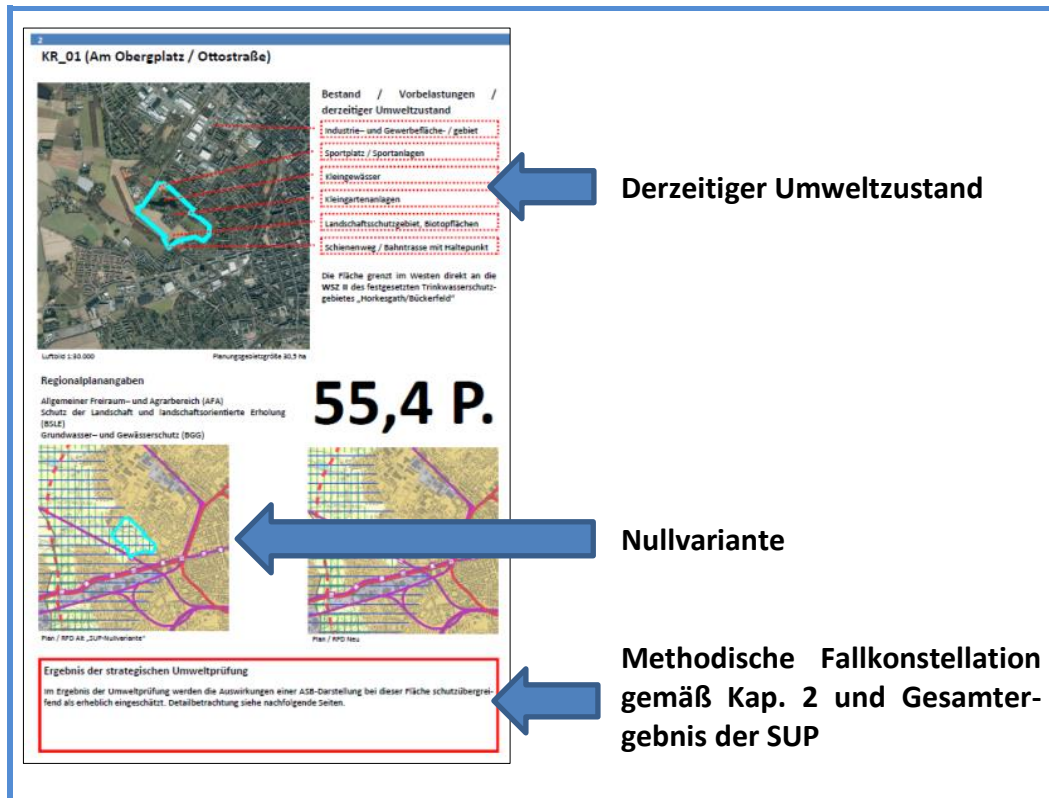 2
KR_01 (Am Obergplatz / Ottostraße)
Bestand / Vorbelastungen /
derzeitiger Umweltzustand
Industrie– und Gewerbefläche- / gebiet
Sportplatz / Sportanlagen
Kleingewässer
Kleingartenanlagen
Landschaftsschutzgebiet, Biotopflächen
Schienenweg / Bahntrasse mit Haltepunkt
Die Fläche grenzt im Westen direkt an die
WSZ II des festgesetzten Trinkwasserschutz-
gebietes „Horkesgath/Bückerfeld“
Luftbild 1:30.000
Planungsgebietsgröße 30,5 ha
Regionalplanangaben
Allgemeiner Freiraum– und Agrarbereich (AFA)
Schutz der Landschaft und landschaftsorientierte Erholung
(BSLE)
Grundwasser– und Gewässerschutz (BGG)
55,4 P.
Plan / RPD Alt „SUP-Nullvariante“
Plan / RPD Neu
Ergebnis der strategischen Umweltprüfung
Im Ergebnis der Umweltprüfung werden die Auswirkungen einer ASB-Darstellung bei dieser Fläche schutzübergrei-
fend als erheblich eingeschätzt. Detailbetrachtung siehe nachfolgende Seiten.
Derzeitiger Umweltzustand
Nullvariante
Methodische Fallkonstellation
gemäß Kap. 2 und Gesamter-
gebnis der SUP